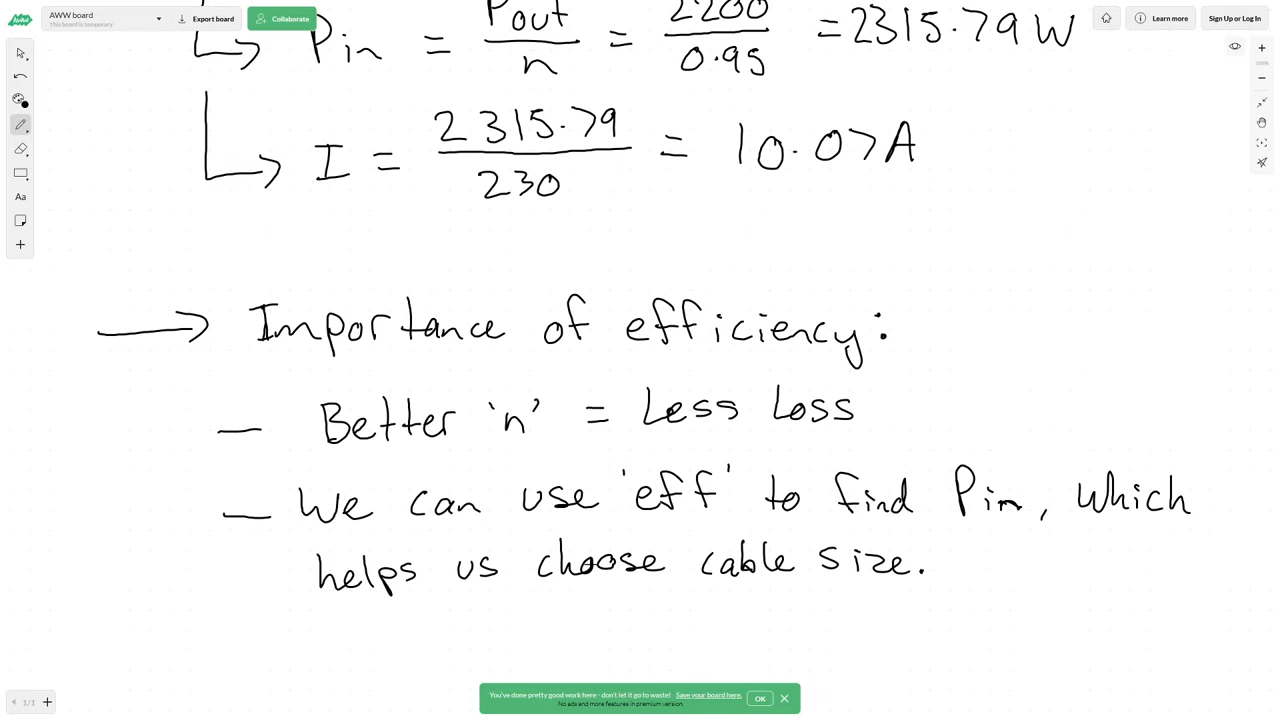 AWW board
This board is temporary
Export board
Collaborate
Learn more
Sign Up or Log In
Pin = Pout / n = 2200 / 0.95 = 2315.79 W
I = 2315.79 / 230 = 10.07A
Importance of efficiency:
- Better 'n' = Less Loss
- We can use 'eff' to find Pin, which
helps us choose cable size.
Aa
100%
1/1
You've done pretty good work here - don't let it go to waste! Save your board here.
No ads and more features in premium version.
OK